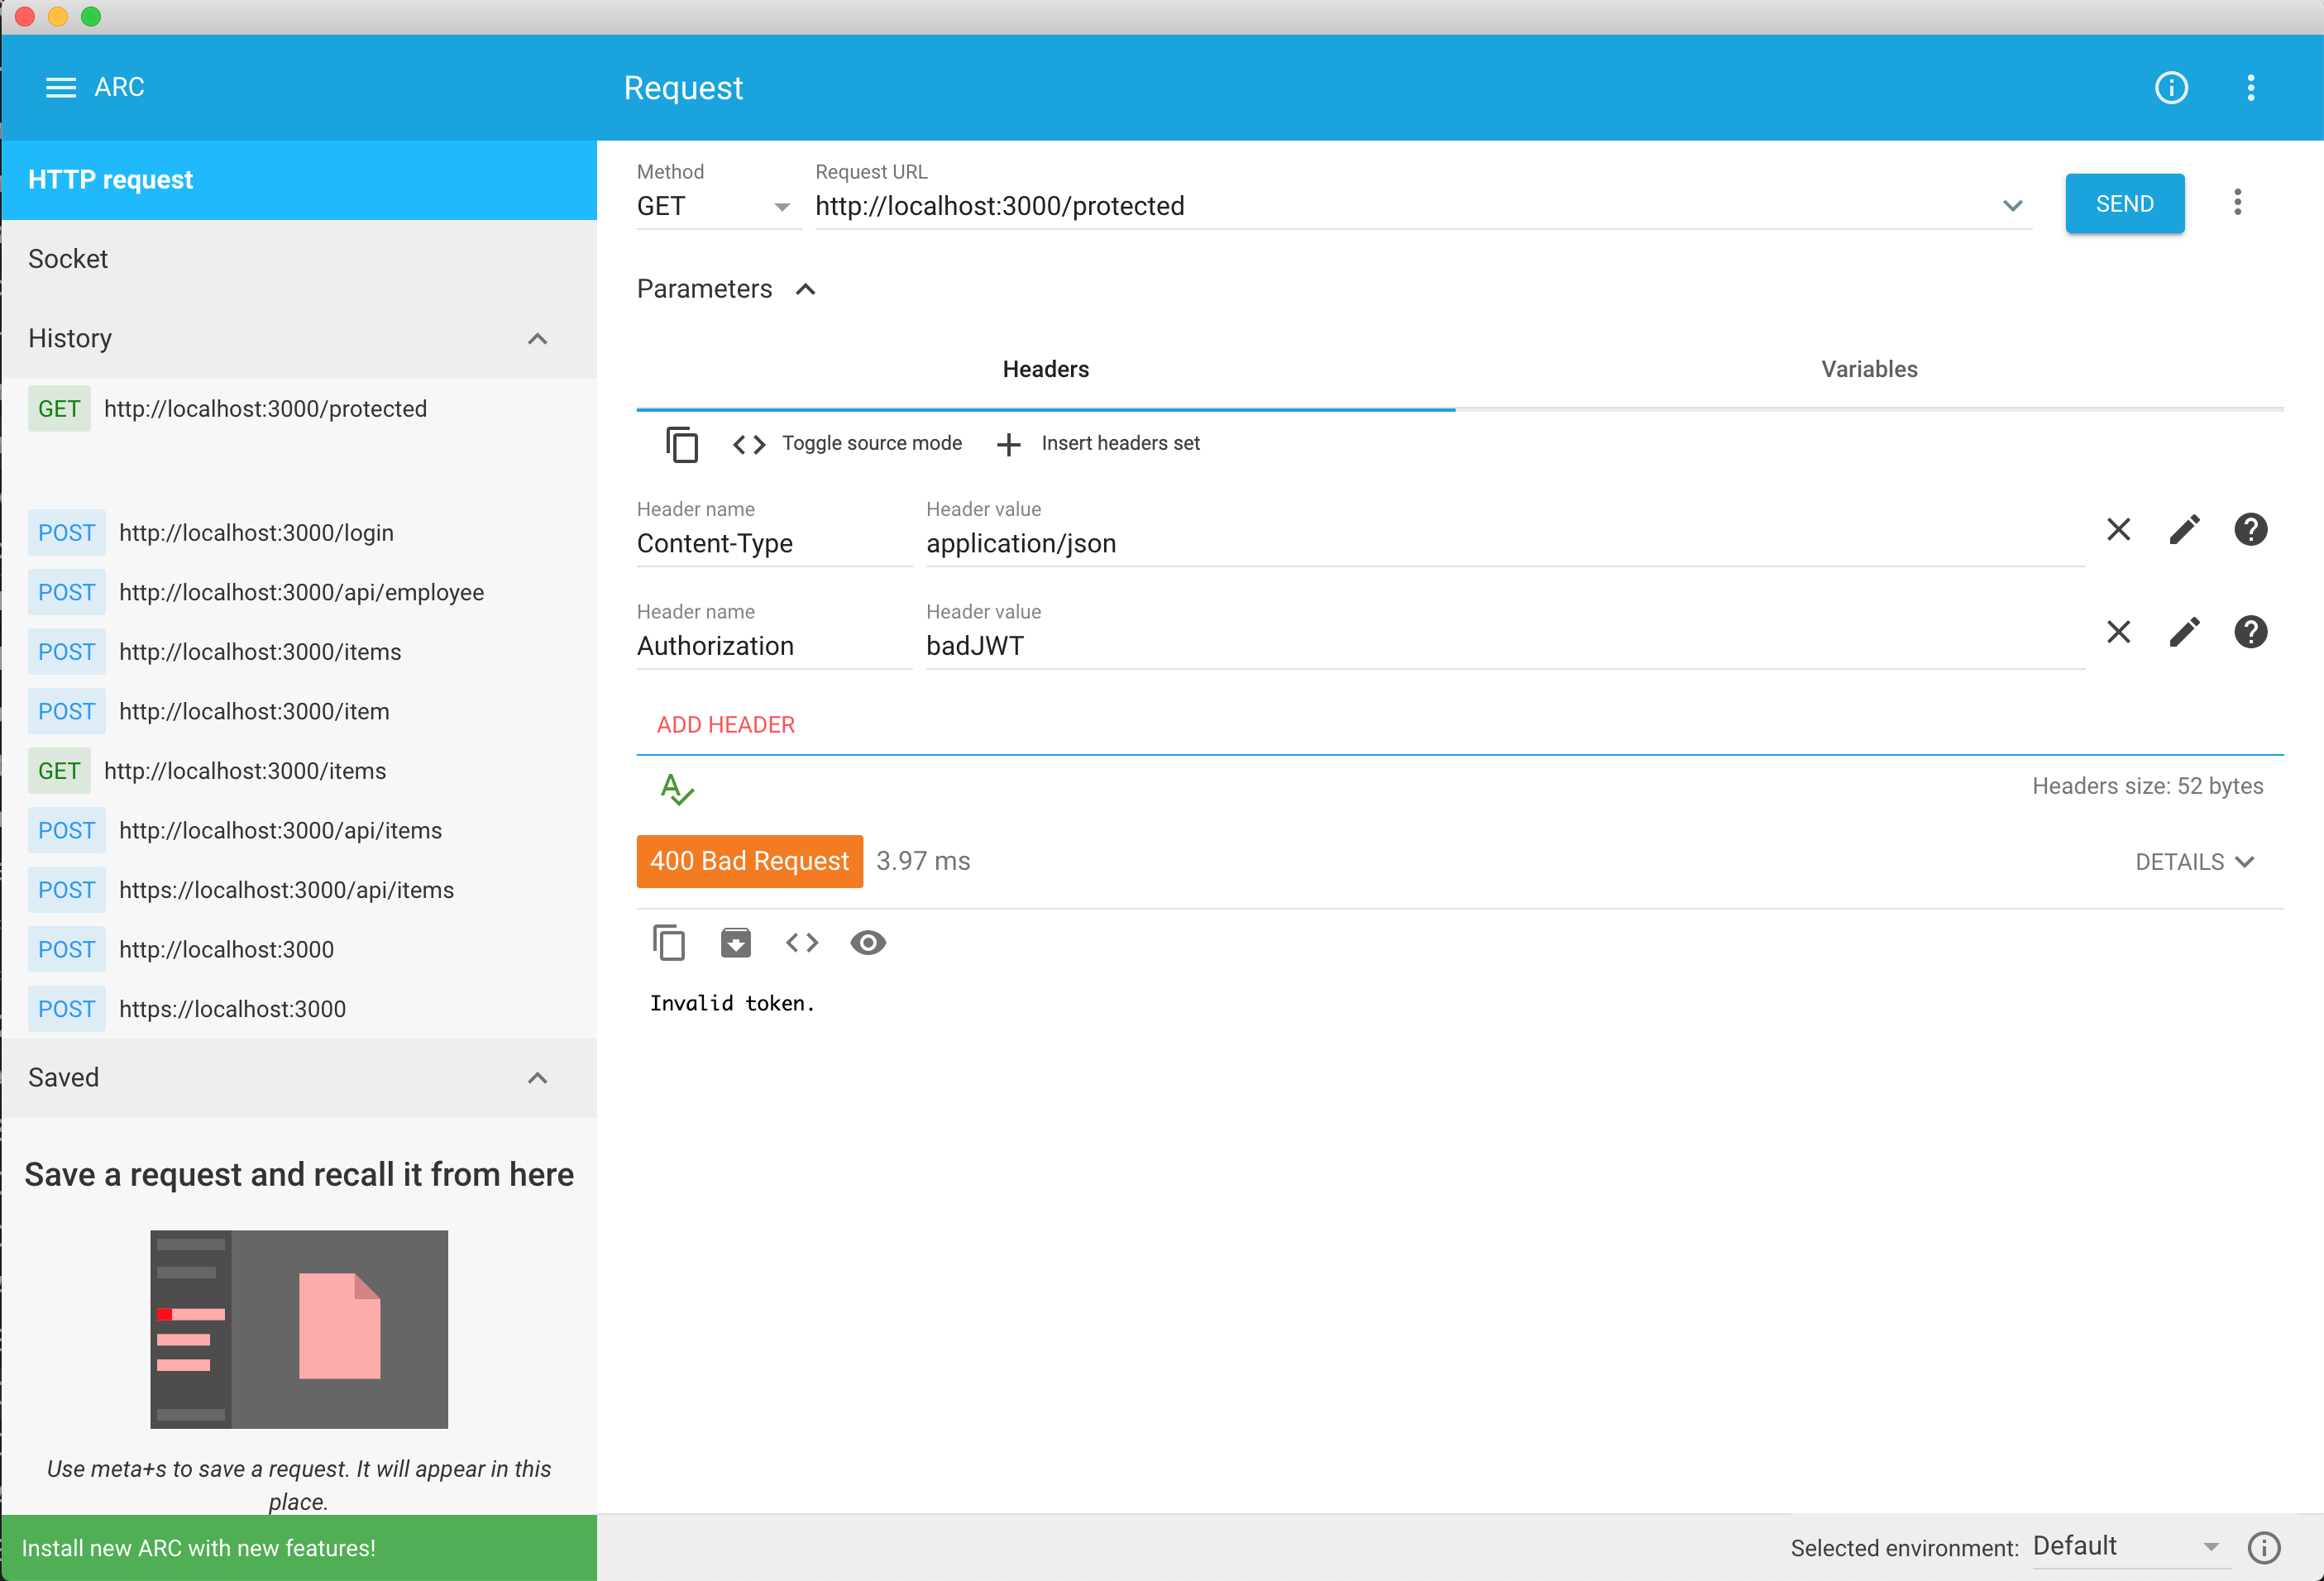 ARC
Request
HTTP request
Socket
History
GET http://localhost:3000/protected
POST http://localhost:3000/login
POST http://localhost:3000/api/employee
POST http://localhost:3000/items
POST http://localhost:3000/item
GET http://localhost:3000/items
POST http://localhost:3000/api/items
POST https://localhost:3000/api/items
POST http://localhost:3000
POST https://localhost:3000
Saved
Save a request and recall it from here
Use meta+s to save a request. It will appear in this
place.
Install new ARC with new features!
Method Request URL
GET http://localhost:3000/protected SEND
Parameters
Headers Variables
Toggle source mode Insert headers set
Header name Header value
Content-Type application/json
Header name Header value
Authorization badJWT
ADD HEADER
Headers size: 52 bytes
400 Bad Request 3.97 ms DETAILS
Invalid token.
Selected environment: Default